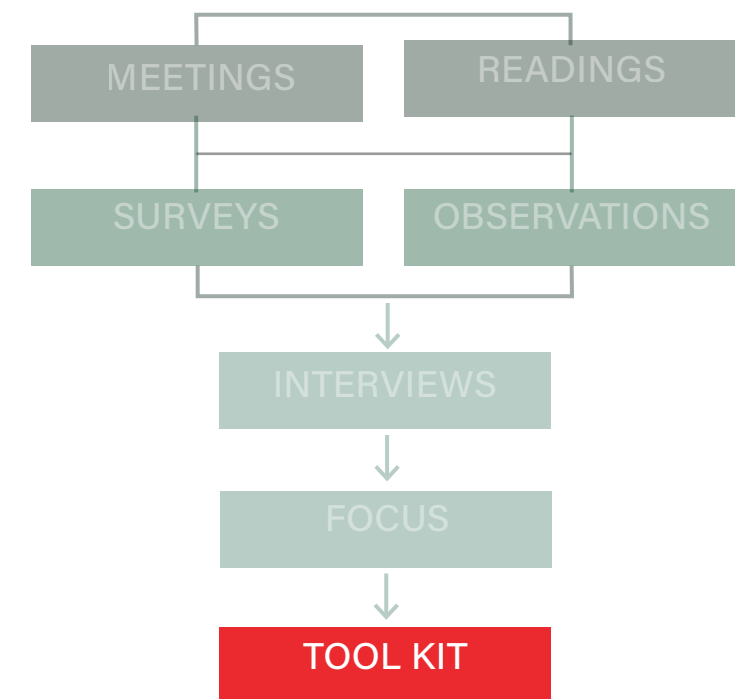 MEETINGS
READINGS
SURVEYS
OBSERVATIONS
INTERVIEWS
FOCUS
TOOL KIT